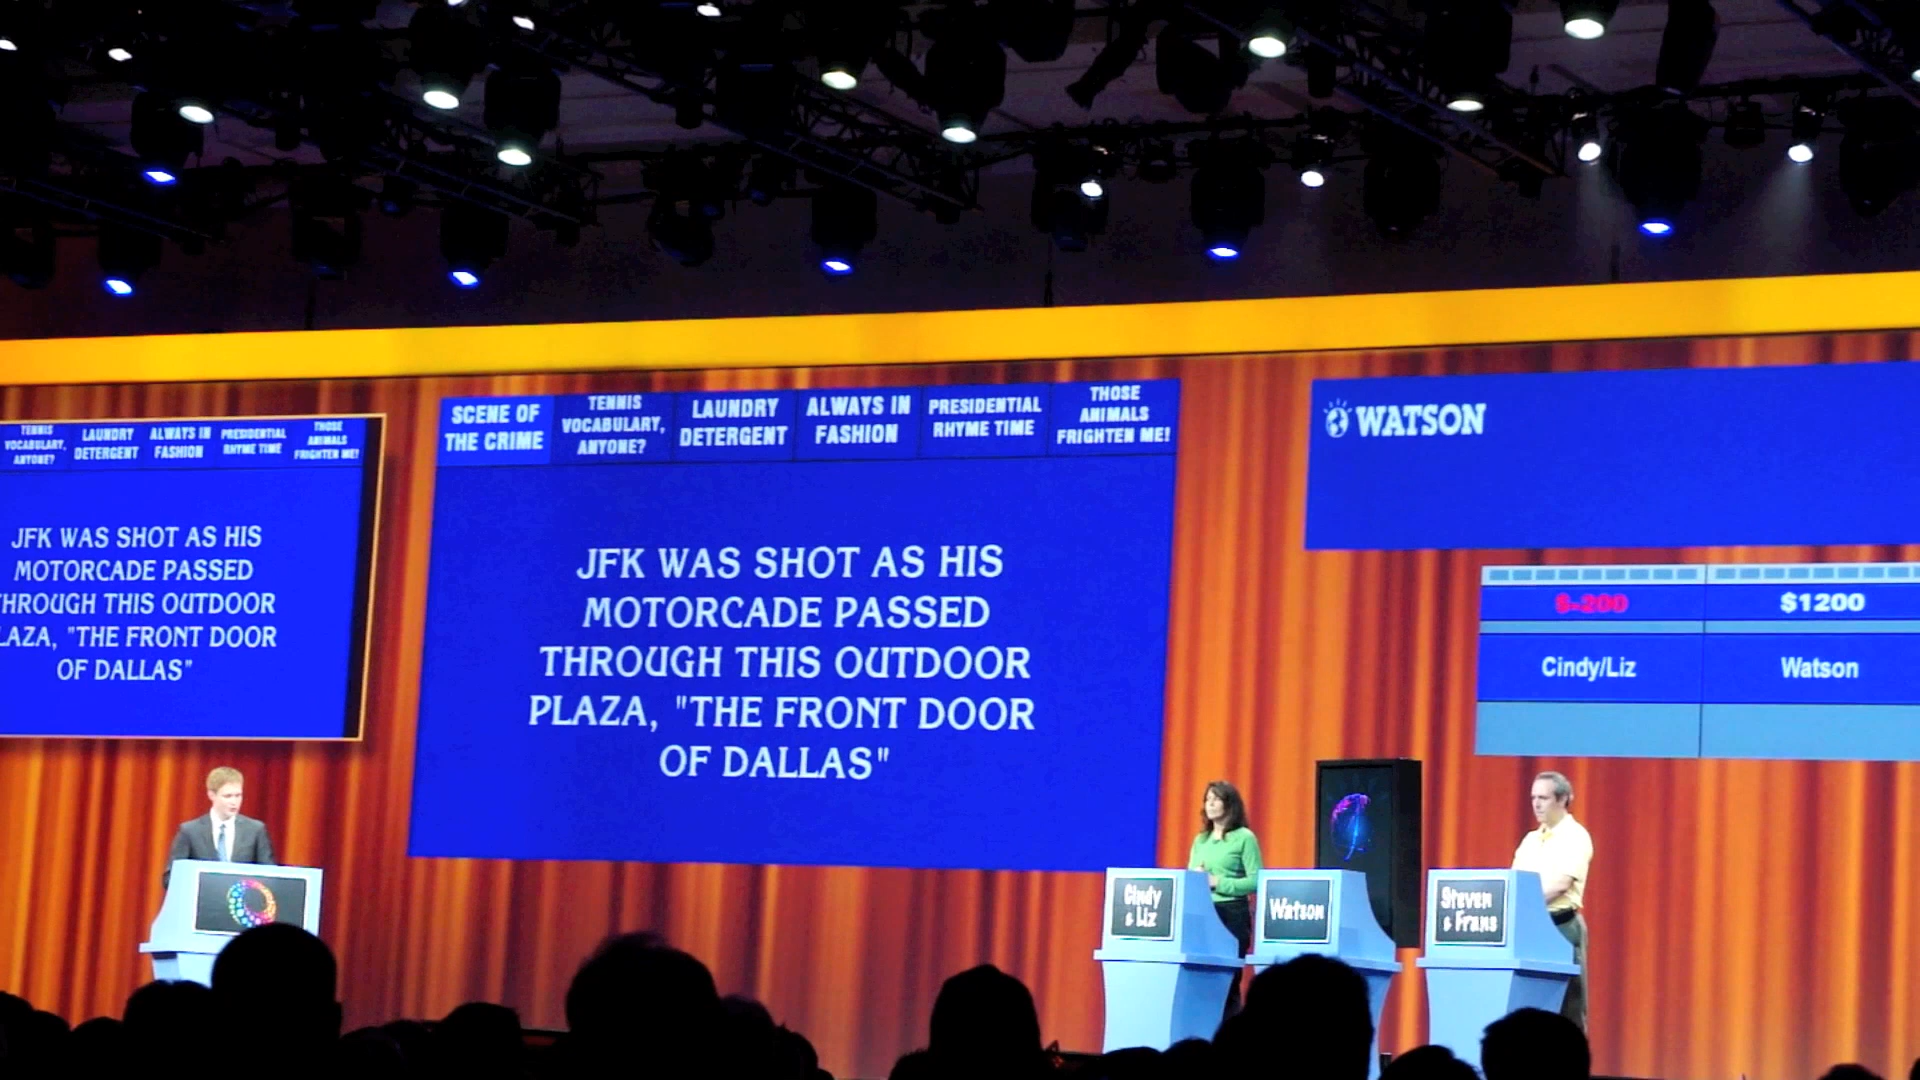 TENNIS
VOCABULARY,
ANYONE?
LAUNDRY
DETERGENT
ALWAYS IN
FASHION
PRESIDENTIAL
RHYME TIME
THOSE
ANIMALS
FRIGHTEN ME!
JFK WAS SHOT AS HIS
MOTORCADE PASSED
THROUGH THIS OUTDOOR
PLAZA, "THE FRONT DOOR
OF DALLAS"
SCENE OF
THE CRIME
TENNIS
VOCABULARY,
ANYONE?
LAUNDRY
DETERGENT
ALWAYS IN
FASHION
PRESIDENTIAL
RHYME TIME
THOSE
ANIMALS
FRIGHTEN ME!
JFK WAS SHOT AS HIS
MOTORCADE PASSED
THROUGH THIS OUTDOOR
PLAZA, "THE FRONT DOOR
OF DALLAS"
WATSON
$-200
$1200
Cindy/Liz
Watson
Cindy
& Liz
Watson
Steven
& Frans